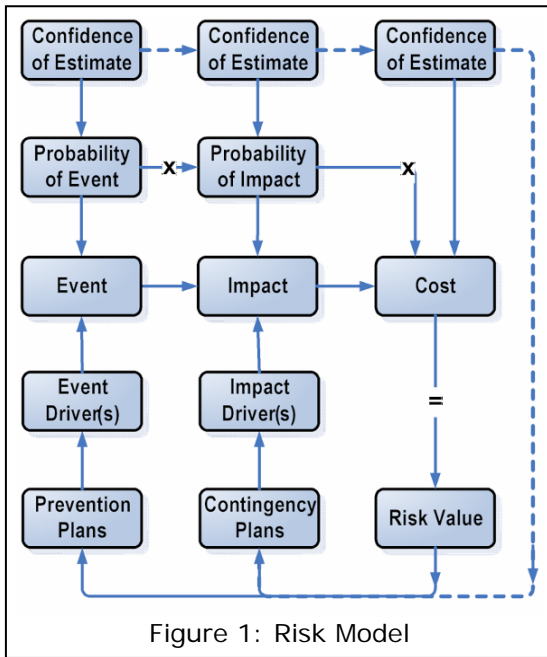 Confidence
of Estimate
Confidence
of Estimate
Confidence
of Estimate
Probability
of Event
x
Probability
of Impact
x
Event
Impact
Cost
Event
Driver(s)
Impact
Driver(s)
=
Prevention
Plans
Contingency
Plans
Risk Value
Figure 1: Risk Model